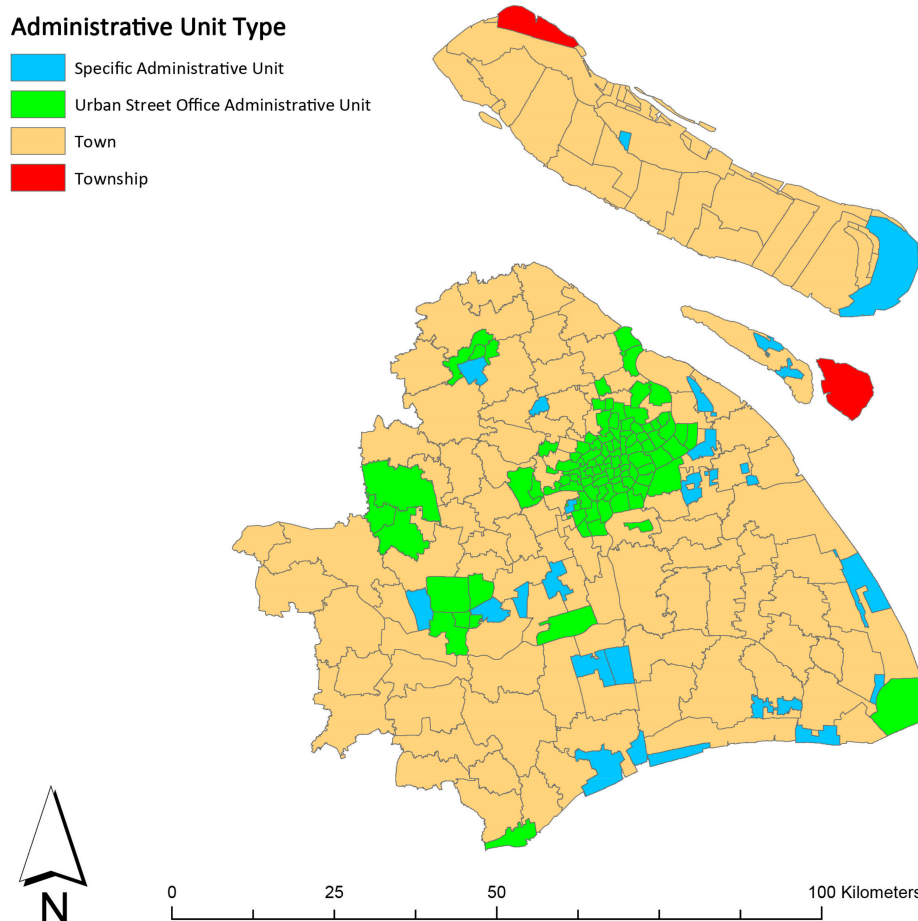 Administrative Unit Type
Specific Administrative Unit
Urban Street Office Administrative Unit
Town
Township
N
0 25 50 100 Kilometers